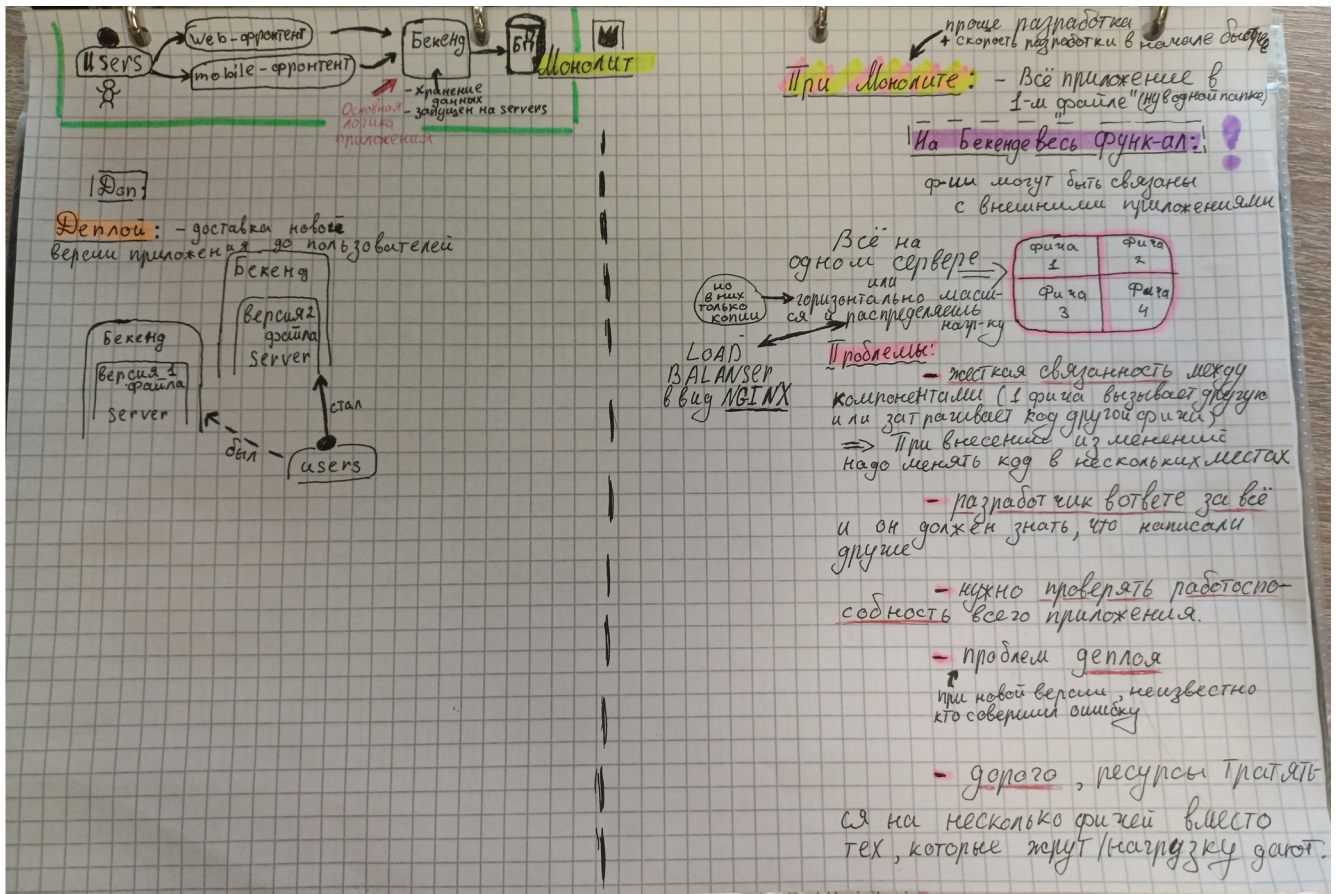 Users
Web-фронтент
mobile-фронтент
Бекенд
БД
Монолит
- хранение
данных
- запущен на servers
Основная
логика
приложения
Доп:
Деплой: - доставка новой
версии приложения до пользователей
Бекенд
версия 2
файла
Server
Бекенд
версия 1
файла
Server
стал
был
users
проще разработка
+ скорость разработки в начале быстрее
При Монолите: - Всё приложение в
1-м "файле" (ну в одной папке)
На Бекенде весь функ-ал: !
ф-ии могут быть связаны
с внешними приложениями
Всё на
одном сервере
или
горизонтально масш-
ся и распределяешь
нагр-ку
но
в них
только
копии
фича
1
Фича
2
Фича
3
Фича
4
LOAD
BALANSER
в виде NGINX
Проблемы:
- жесткая связанность между
компонентами (1 фича вызывает другую
или затрагивает код другой фичи)
=> При внесении изменений
надо менять код в нескольких местах
- разработчик в ответе за всё
и он должен знать, что написали
другие
- нужно проверять работоспо-
собность всего приложения.
- проблем деплоя
при новой версии, неизвестно
кто совершил ошибку
- дорого, ресурсы тратять
ся на несколько фичей вместо
тех, которые жрут/нагрузку дают.